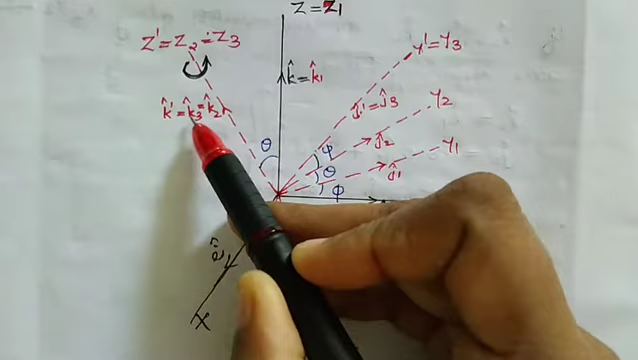 Z = Z₁
Z' = Z₂ = Z₃
Y' = Y₃
k̂ = k̂₁
k̂' = k̂₃ = k̂₂
ĵ' = ĵ₃
Y₂
θ
φ
ĵ₂
Y₁
θ
ĵ₁
ϕ
X